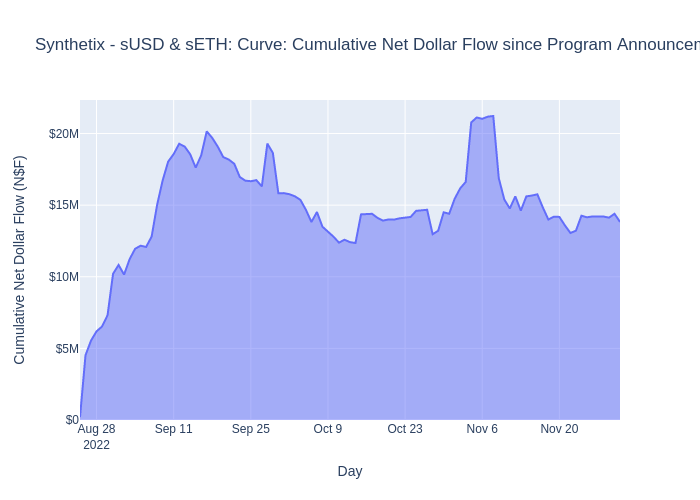 Synthetix - sUSD & sETH: Curve: Cumulative Net Dollar Flow since Program
Cumulative Net Dollar Flow (N$F)
$20M
$15M
$10M
$5M
$0
Aug 28
2022
Sep 11
Sep 25
Oct 9
Oct 23
Nov 6
Nov 20
Day